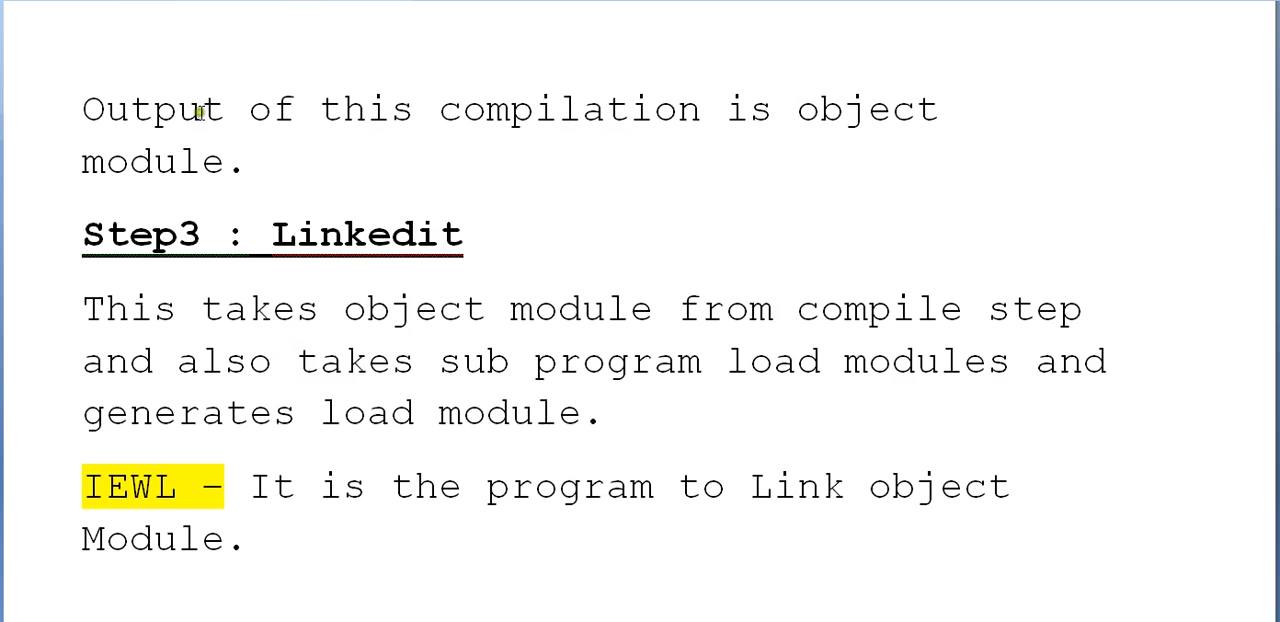 Output of this compilation is object
module.
Step3 : Linkedit
This takes object module from compile step
and also takes sub program load modules and
generates load module.
IEWL – It is the program to Link object
Module.